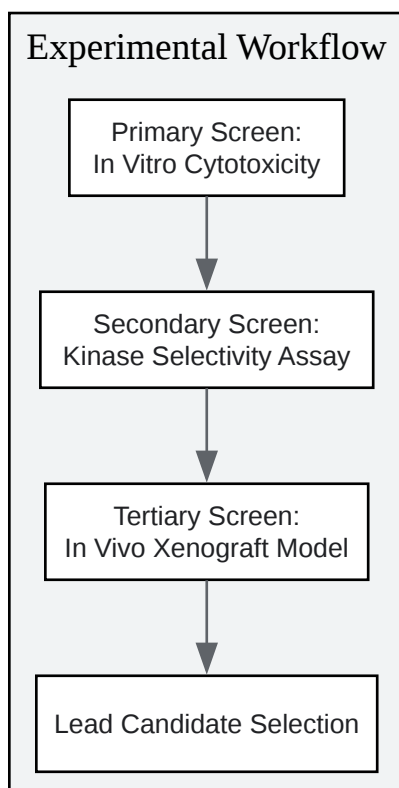 Experimental Workflow
Primary Screen:
In Vitro Cytotoxicity
Secondary Screen:
Kinase Selectivity Assay
Tertiary Screen:
In Vivo Xenograft Model
Lead Candidate Selection